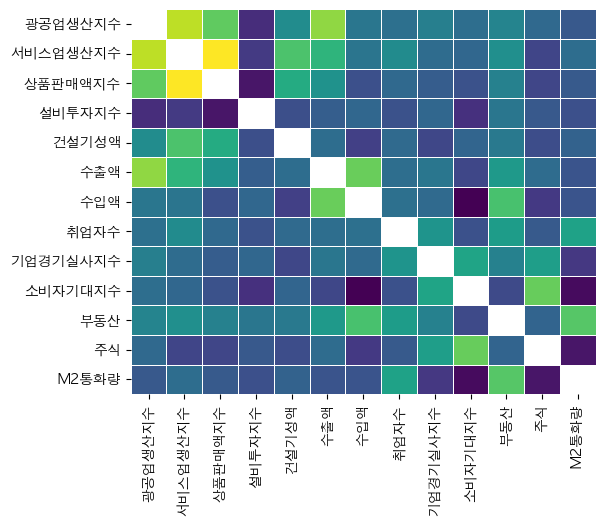 광공업생산지수
서비스업생산지수
상품판매액지수
설비투자지수
건설기성액
수출액
수입액
취업자수
기업경기실사지수
소비자기대지수
부동산
주식
M2통화량
광공업생산지수
서비스업생산지수
상품판매액지수
설비투자지수
건설기성액
수출액
수입액
취업자수
기업경기실사지수
소비자기대지수
부동산
주식
M2통화량